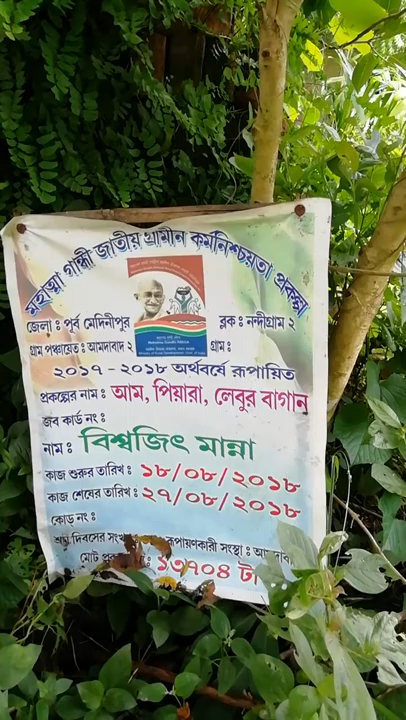 মহাত্মা গান্ধী জাতীয় গ্রামীন কর্মনিশ্চয়তা প্রকল্প
জেলা : পূর্ব মেদিনীপুর ব্লক : নন্দীগ্রাম ২
গ্রাম পঞ্চায়েত : আমদাবাদ ২ গ্রাম :
২০১৭ - ২০১৮ অর্থবর্ষে রূপায়িত
প্রকল্পের নাম : আম, পিয়ারা, লেবুর বাগান
জব কার্ড নং :
নাম : বিশ্বজিৎ মান্না
কাজ শুরুর তারিখ : ১৮/০৮/২০১৮
কাজ শেষের তারিখ : ২৭/০৮/২০১৮
কোড নং :
শ্রম দিবসের সংখ্যা রূপায়ণকারী সংস্থা :
মোট ১৩৭০৪